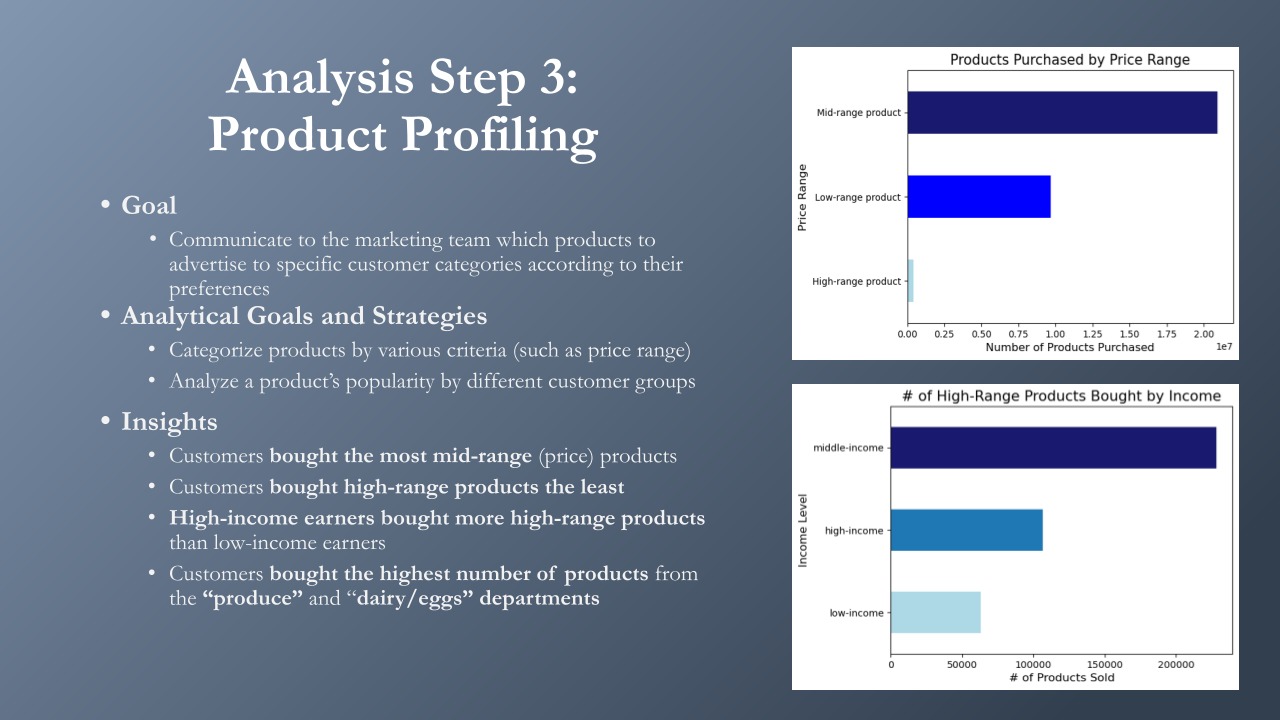 Analysis Step 3:
Product Profiling
• Goal
• Communicate to the marketing team which products to
advertise to specific customer categories according to their
preferences
• Analytical Goals and Strategies
• Categorize products by various criteria (such as price range)
• Analyze a product’s popularity by different customer groups
• Insights
• Customers bought the most mid-range (price) products
• Customers bought high-range products the least
• High-income earners bought more high-range products
than low-income earners
• Customers bought the highest number of products from
the “produce” and “dairy/eggs” departments
Products Purchased by Price Range
Price Range
Mid-range product
Low-range product
High-range product
0.00 0.25 0.50 0.75 1.00 1.25 1.50 1.75 2.00
1e7
Number of Products Purchased
# of High-Range Products Bought by Income
Income Level
middle-income
high-income
low-income
0 50000 100000 150000 200000
# of Products Sold